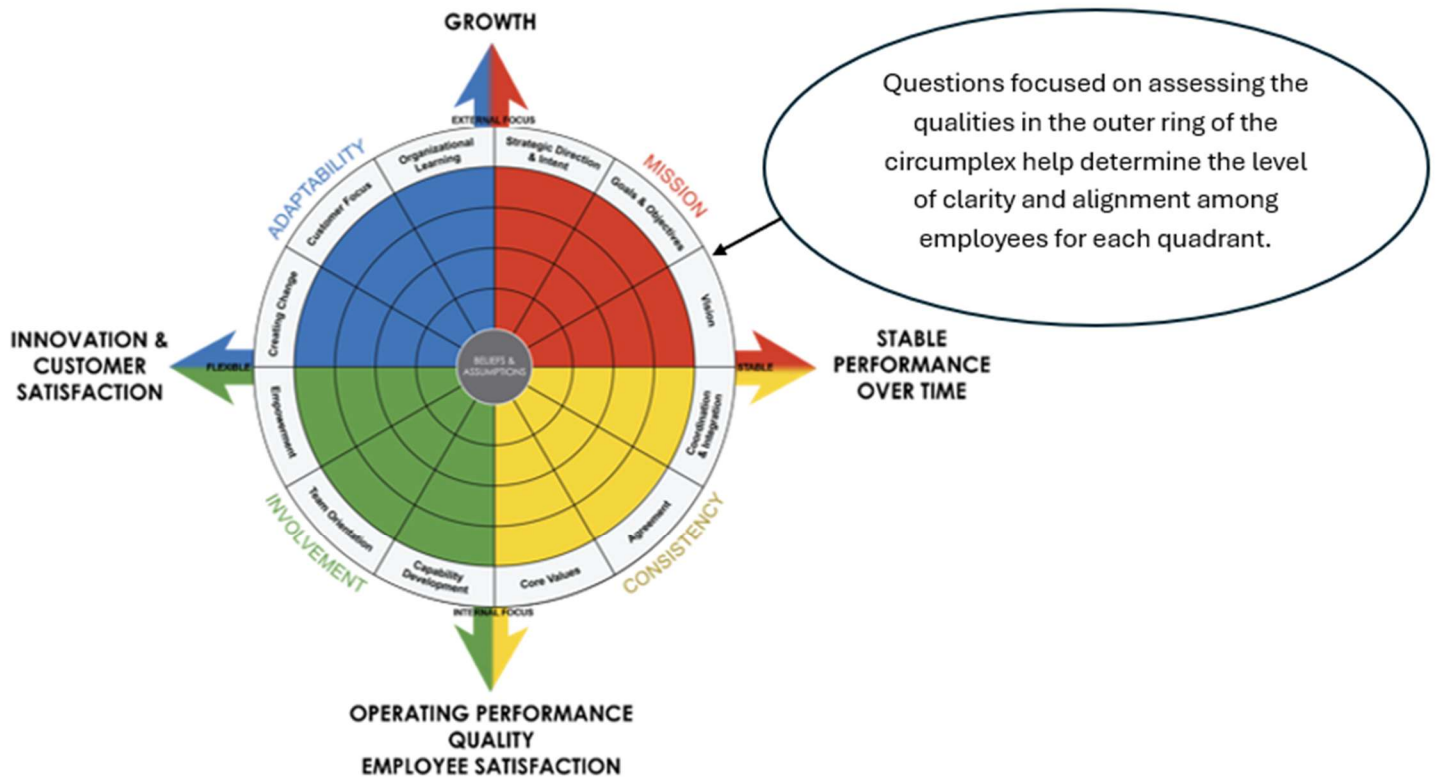 GROWTH
EXTERNAL FOCUS
Organizational
Learning
Strategic Direction
& Intent
ADAPTABILITY
MISSION
Customer Focus
Goals & Objectives
Creating Change
Vision
Questions focused on assessing the
qualities in the outer ring of the
circumplex help determine the level
of clarity and alignment among
employees for each quadrant.
INNOVATION &
CUSTOMER
SATISFACTION
FLEXIBLE
BELIEFS &
ASSUMPTIONS
STABLE
STABLE
PERFORMANCE
OVER TIME
Empowerment
Coordination
& Integration
Team Orientation
Agreement
INVOLVEMENT
CONSISTENCY
Capability
Development
Core Values
INTERNAL FOCUS
OPERATING PERFORMANCE
QUALITY
EMPLOYEE SATISFACTION